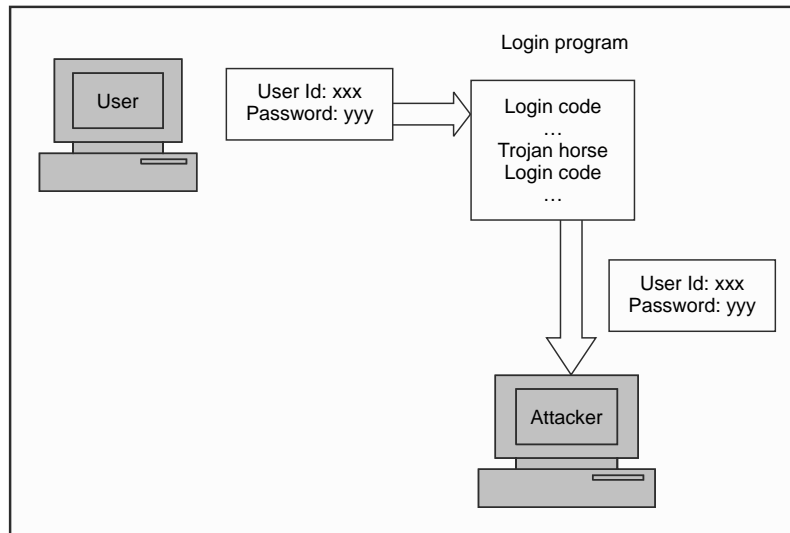 Login program
User
User Id: xxx
Password: yyy
Login code
…
Trojan horse
Login code
…
User Id: xxx
Password: yyy
Attacker